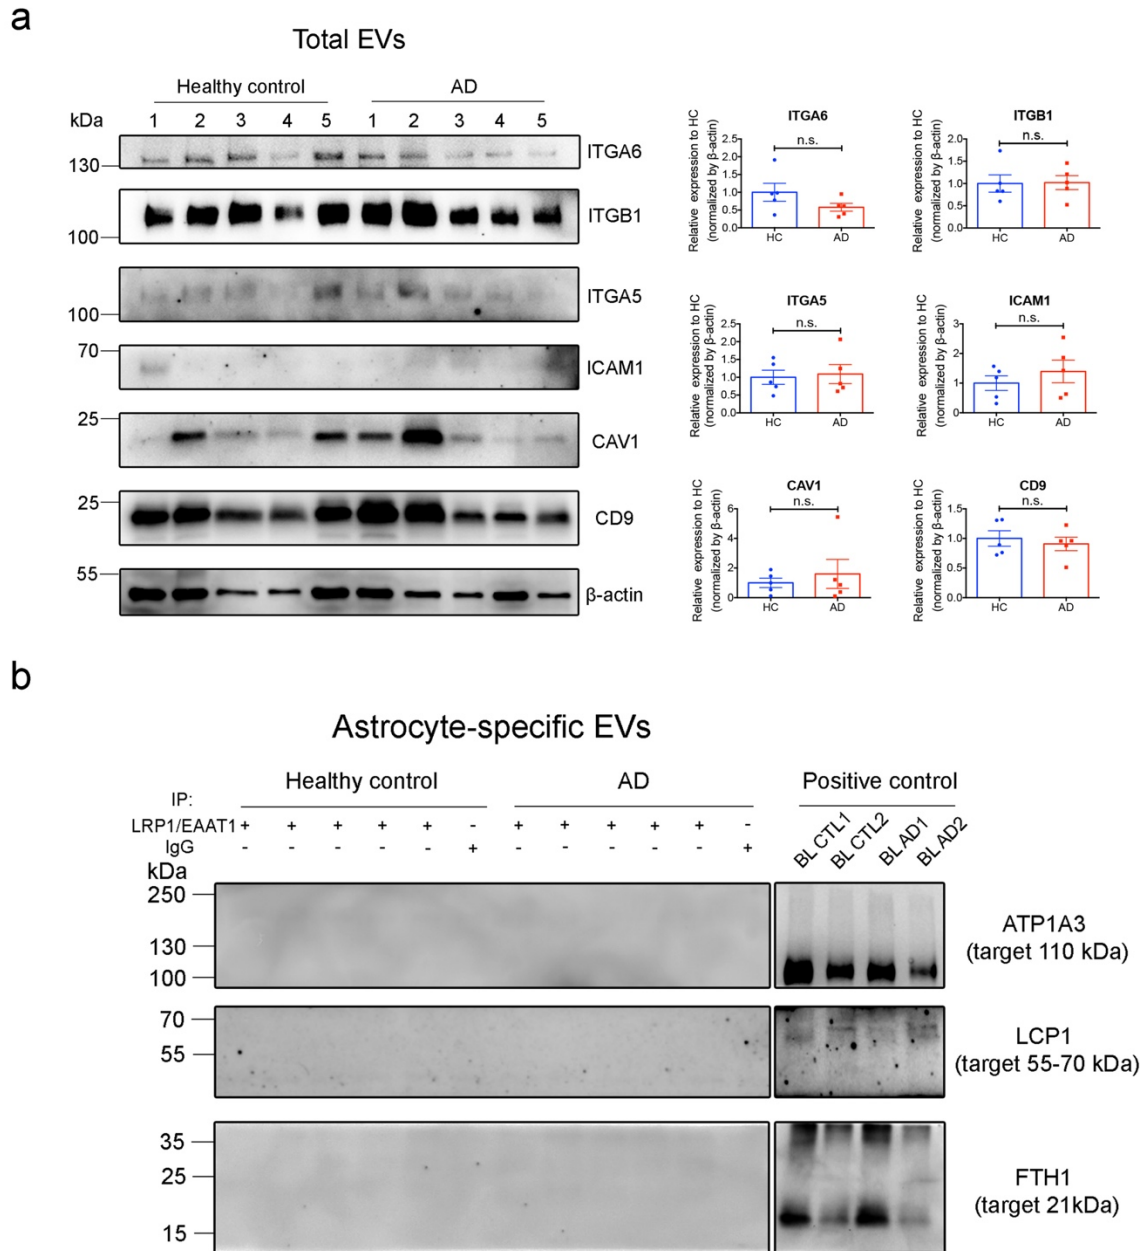 a
Total EVs
Healthy control AD
kDa 1 2 3 4 5 1 2 3 4 5
130 ITGA6
ITGB1
100
ITGA5
100
70
ICAM1
25
CAV1
25
CD9
55
β-actin
ITGA6
Relative expression to HC
(normalized by β-actin)
2.5
2.0
1.5
1.0
0.5
0.0
n.s.
HC AD
ITGB1
Relative expression to HC
(normalized by β-actin)
2.0
1.5
1.0
0.5
0.0
n.s.
HC AD
ITGA5
Relative expression to HC
(normalized by β-actin)
2.5
2.0
1.5
1.0
0.5
0.0
n.s.
HC AD
ICAM1
Relative expression to HC
(normalized by β-actin)
3
2
1
0
n.s.
HC AD
CAV1
Relative expression to HC
(normalized by β-actin)
6
4
2
0
n.s.
HC AD
CD9
Relative expression to HC
(normalized by β-actin)
1.5
1.0
0.5
0.0
n.s.
HC AD
b
Astrocyte-specific EVs
Healthy control AD Positive control
IP:
LRP1/EAAT1 + + + + + - + + + + + -
IgG - - - - - + - - - - - +
BL CTL1 BL CTL2 BL AD1 BL AD2
kDa
250
130
100
ATP1A3
(target 110 kDa)
70
55
LCP1
(target 55-70 kDa)
35
25
15
FTH1
(target 21kDa)